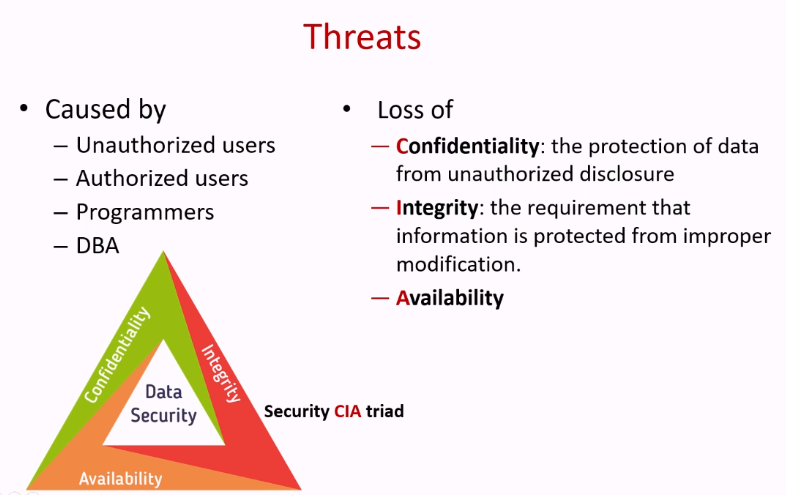 Threats
• Caused by
– Unauthorized users
– Authorized users
– Programmers
– DBA
• Loss of
— Confidentiality: the protection of data
from unauthorized disclosure
— Integrity: the requirement that
information is protected from improper
modification.
— Availability
Confidentiality
Integrity
Data
Security
Availability
Security CIA triad